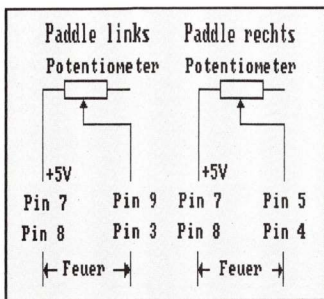 Paddle links Paddle rechts
Potentiometer Potentiometer
+5V +5V
Pin 7 Pin 9 Pin 7 Pin 5
Pin 8 Pin 3 Pin 8 Pin 4
Feuer Feuer